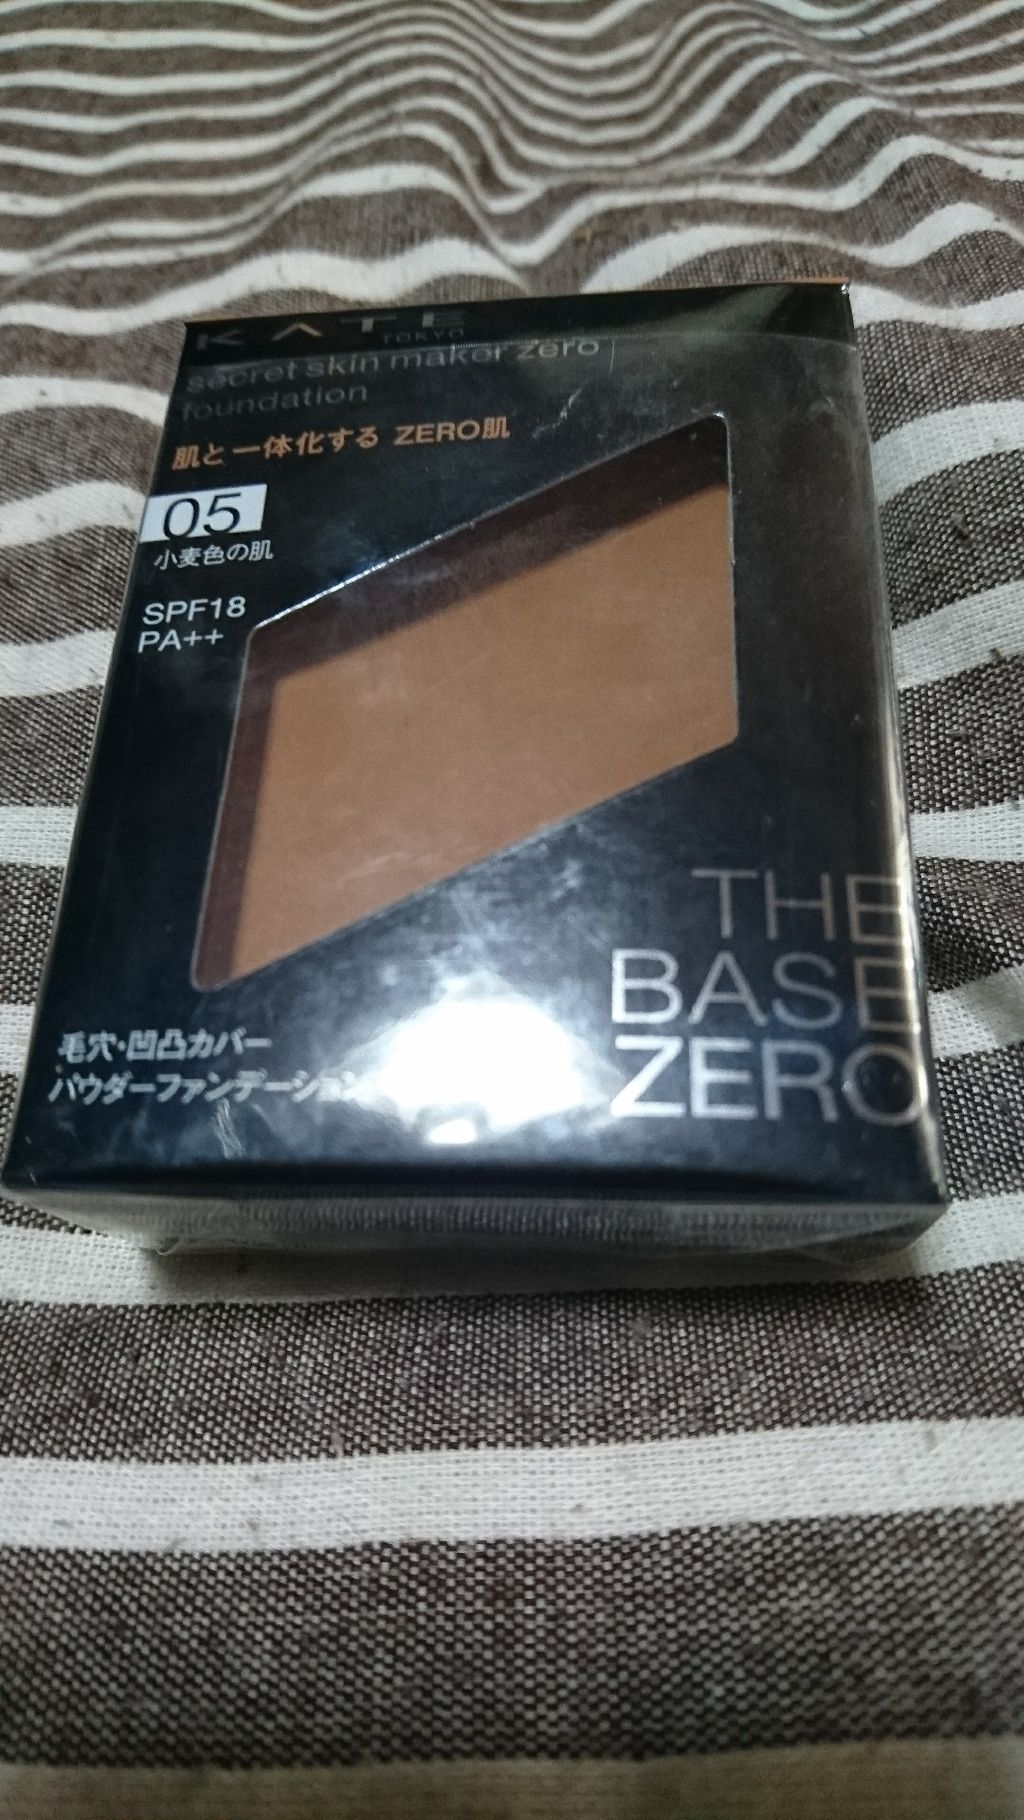 KATE
TOKYO
secret skin maker zero
foundation
肌と一体化する ZERO肌
05
小麦色の肌
SPF18
PA++
THE
BASE
ZERO
毛穴・凹凸カバー
パウダーファンデーション